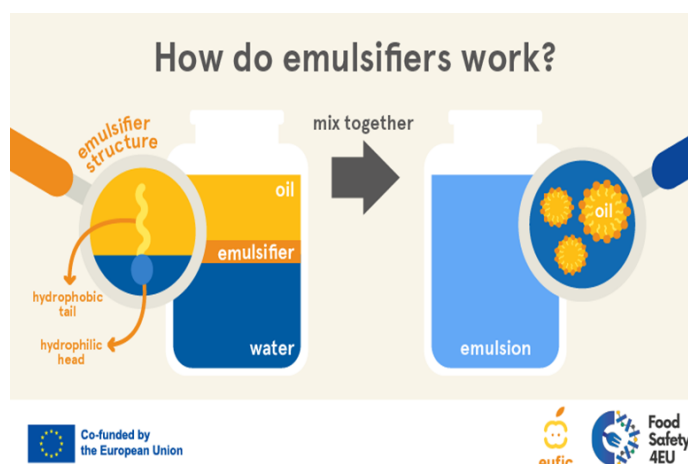 How do emulsifiers work?
emulsifier
structure
mix together
oil
emulsifier
water
hydrophobic
tail
hydrophilic
head
oil
emulsion
Co-funded by
the European Union
eufic
Food
Safety
4EU